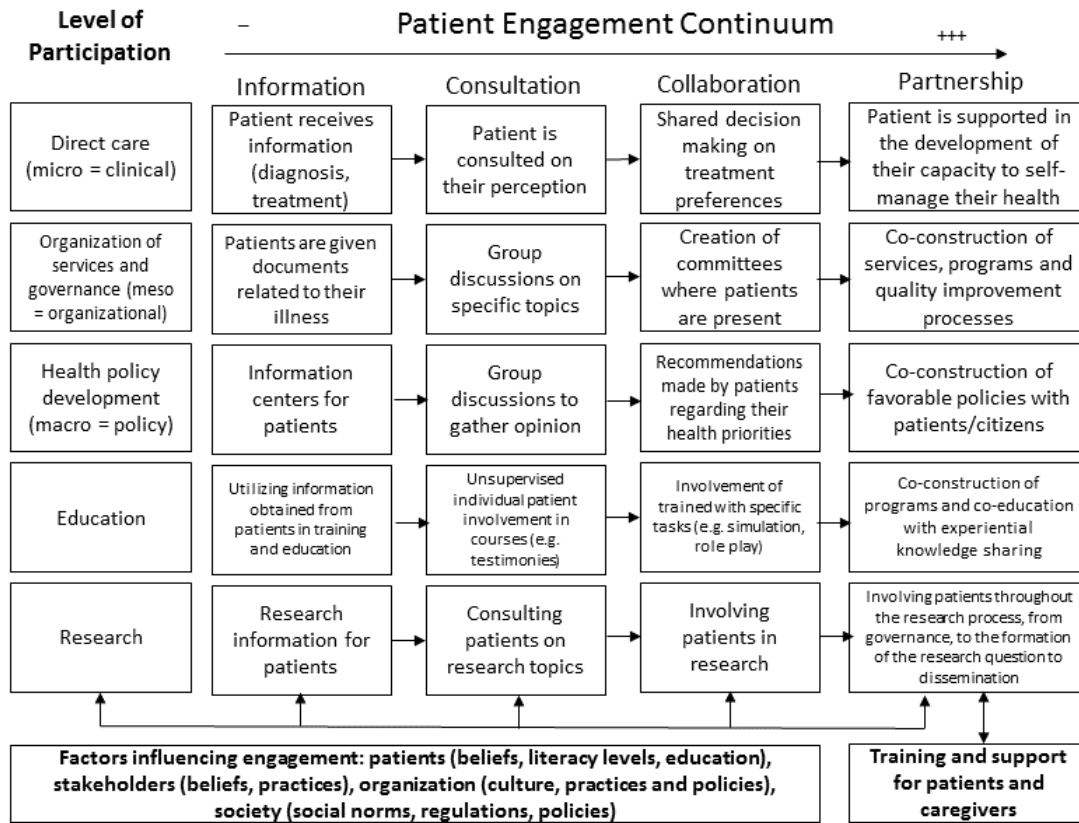 Level of
Participation
–
Patient Engagement Continuum
+++
Information
Consultation
Collaboration
Partnership
Direct care
(micro = clinical)
Patient receives
information
(diagnosis,
treatment)
Patient is
consulted on
their perception
Shared decision
making on
treatment
preferences
Patient is supported in
the development of
their capacity to self-
manage their health
Organization of
services and
governance (meso
= organizational)
Patients are given
documents
related to their
illness
Group
discussions on
specific topics
Creation of
committees
where patients
are present
Co-construction of
services, programs and
quality improvement
processes
Health policy
development
(macro = policy)
Information
centers for
patients
Group
discussions to
gather opinion
Recommendations
made by patients
regarding their
health priorities
Co-construction of
favorable policies with
patients/citizens
Education
Utilizing information
obtained from
patients in training
and education
Unsupervised
individual patient
involvement in
courses (e.g.
testimonies)
Involvement of
trained with specific
tasks (e.g. simulation,
role play)
Co-construction of
programs and co-education
with experiential
knowledge sharing
Research
Research
information for
patients
Consulting
patients on
research topics
Involving
patients in
research
Involving patients throughout
the research process, from
governance, to the formation
of the research question to
dissemination
Factors influencing engagement: patients (beliefs, literacy levels, education),
stakeholders (beliefs, practices), organization (culture, practices and policies),
society (social norms, regulations, policies)
Training and support
for patients and
caregivers